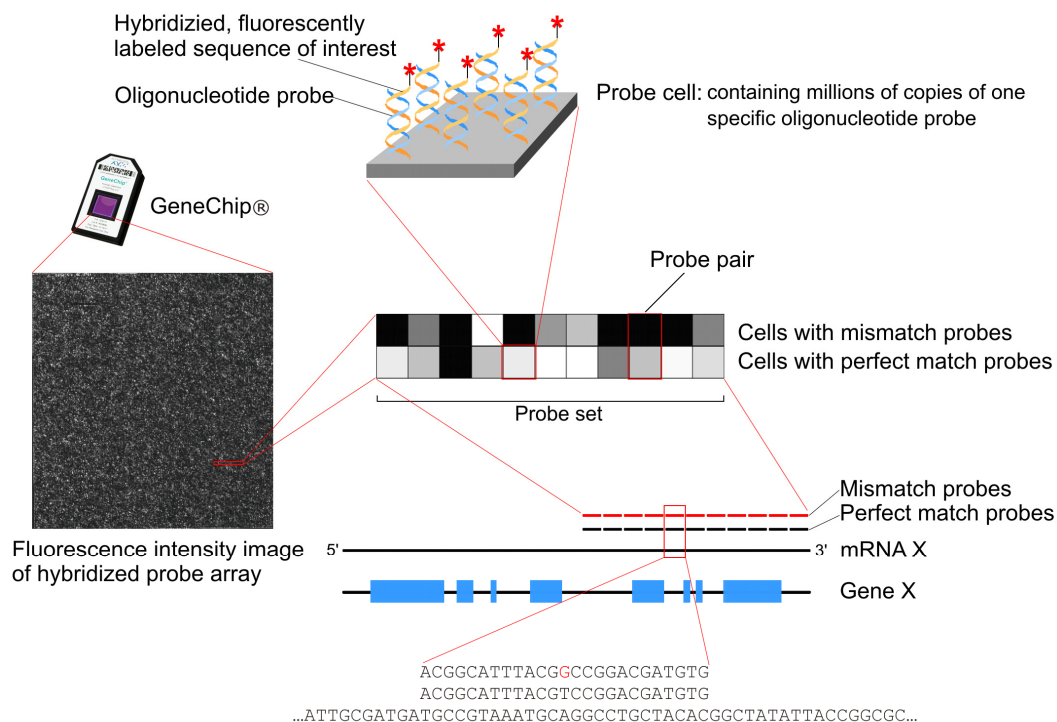 Hybridizied, fluorescently
labeled sequence of interest
Oligonucleotide probe
Probe cell: containing millions of copies of one
specific oligonucleotide probe
GeneChip
GeneChip®
Probe pair
Cells with mismatch probes
Cells with perfect match probes
Probe set
Mismatch probes
Perfect match probes
Fluorescence intensity image
of hybridized probe array
5'
3'
mRNA X
Gene X
ACGGCATTTACGGCCGGACGATGTG
ACGGCATTTACGTCCGGACGATGTG
...ATTGCGATGATGCCGTAAATGCAGGCCTGCTACACGGCTATATTACCGGCGC...